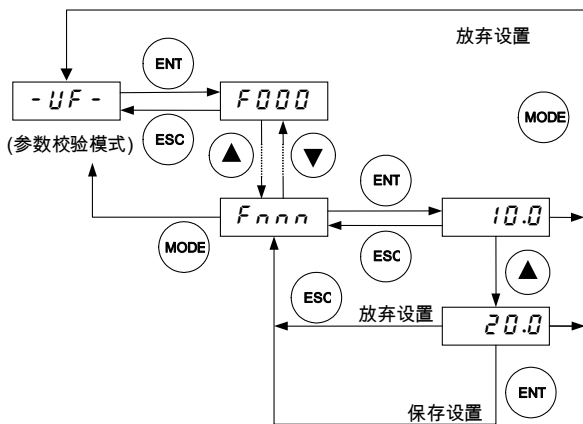 放弃设置
ENT
-UF-
F000
MODE
(参数校验模式)
ESC
▲
▼
ENT
Fnnn
10.0
MODE
ESC
▲
ESC
放弃设置
20.0
ENT
保存设置